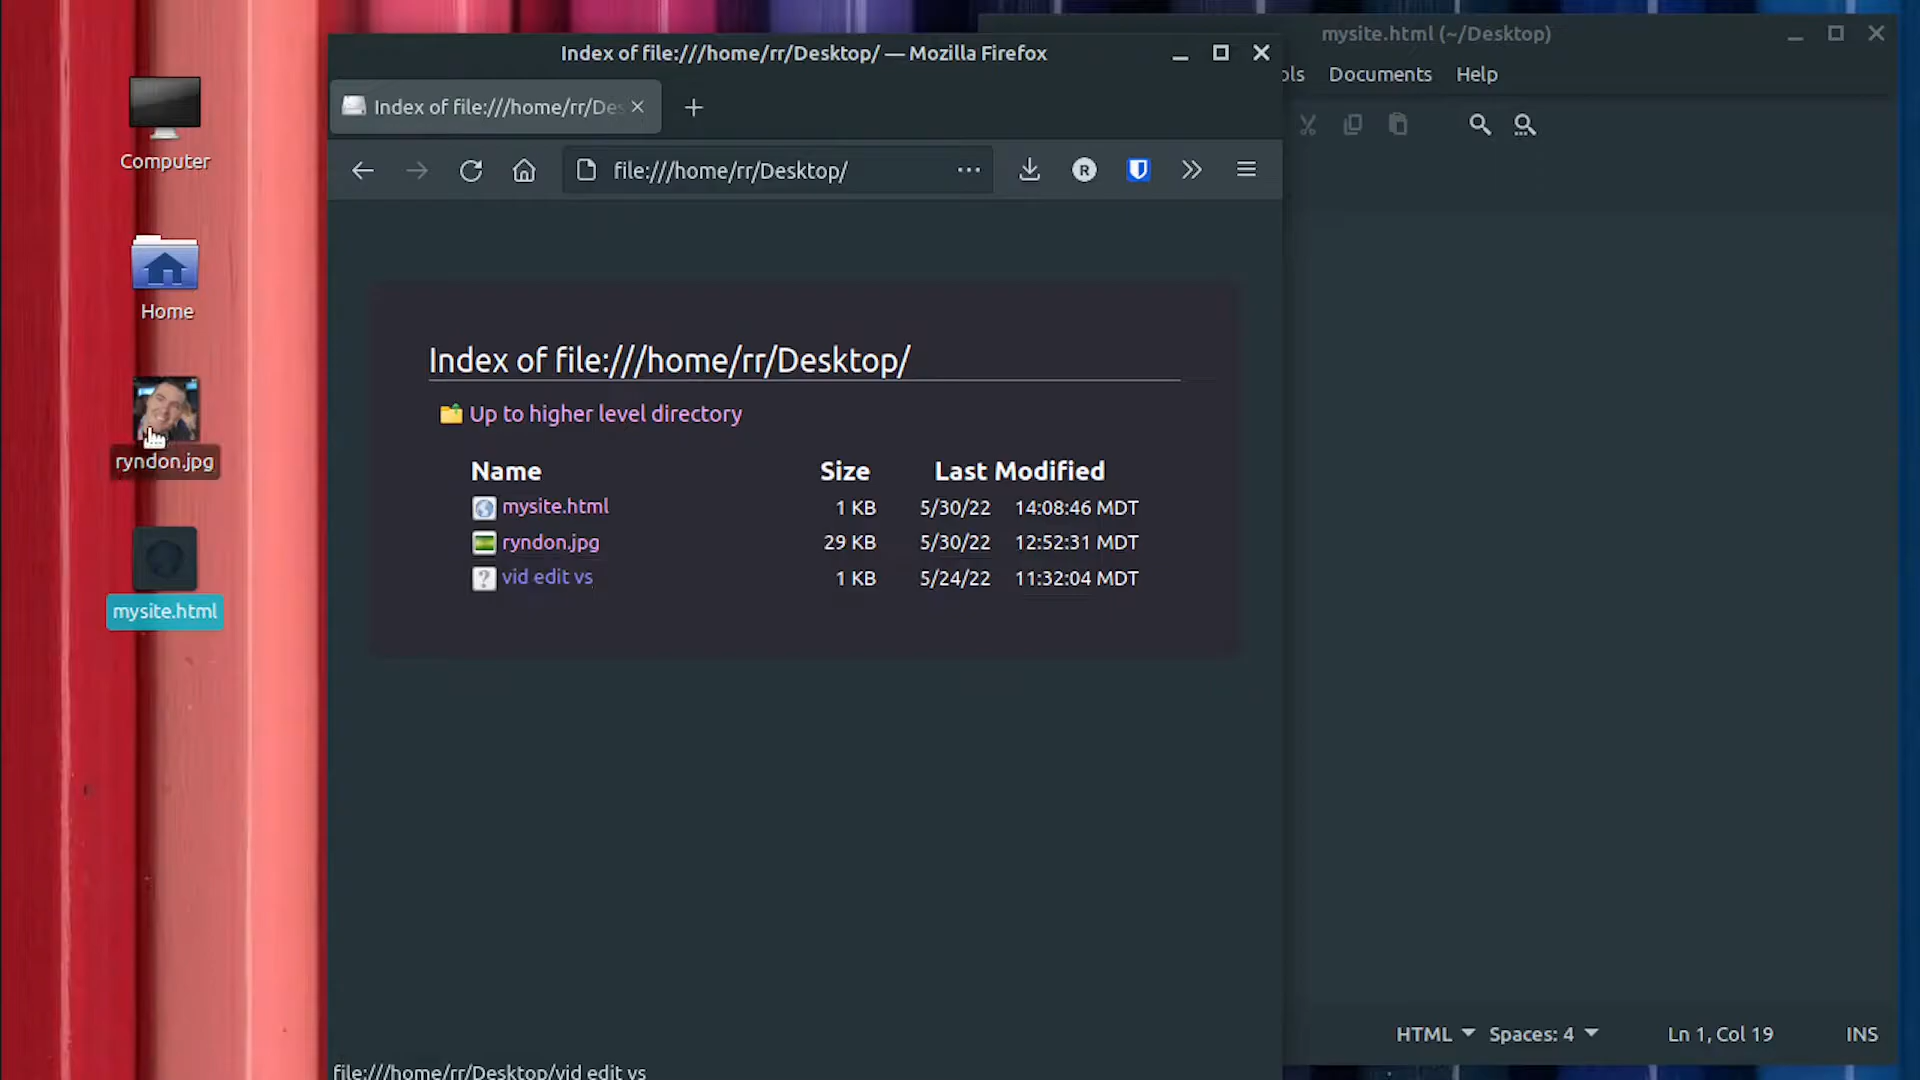 Computer
Home
ryndon.jpg
mysite.html
Index of file:///home/rr/Desktop/ — Mozilla Firefox
Index of file:///home/rr/Des
file:///home/rr/Desktop/
R
Index of file:///home/rr/Desktop/
Up to higher level directory
Name Size Last Modified
mysite.html 1 KB 5/30/22 14:08:46 MDT
ryndon.jpg 29 KB 5/30/22 12:52:31 MDT
vid edit vs 1 KB 5/24/22 11:32:04 MDT
file:///home/rr/Desktop/vid edit vs
mysite.html (~/Desktop)
ols Documents Help
HTML Spaces: 4 Ln 1, Col 19 INS